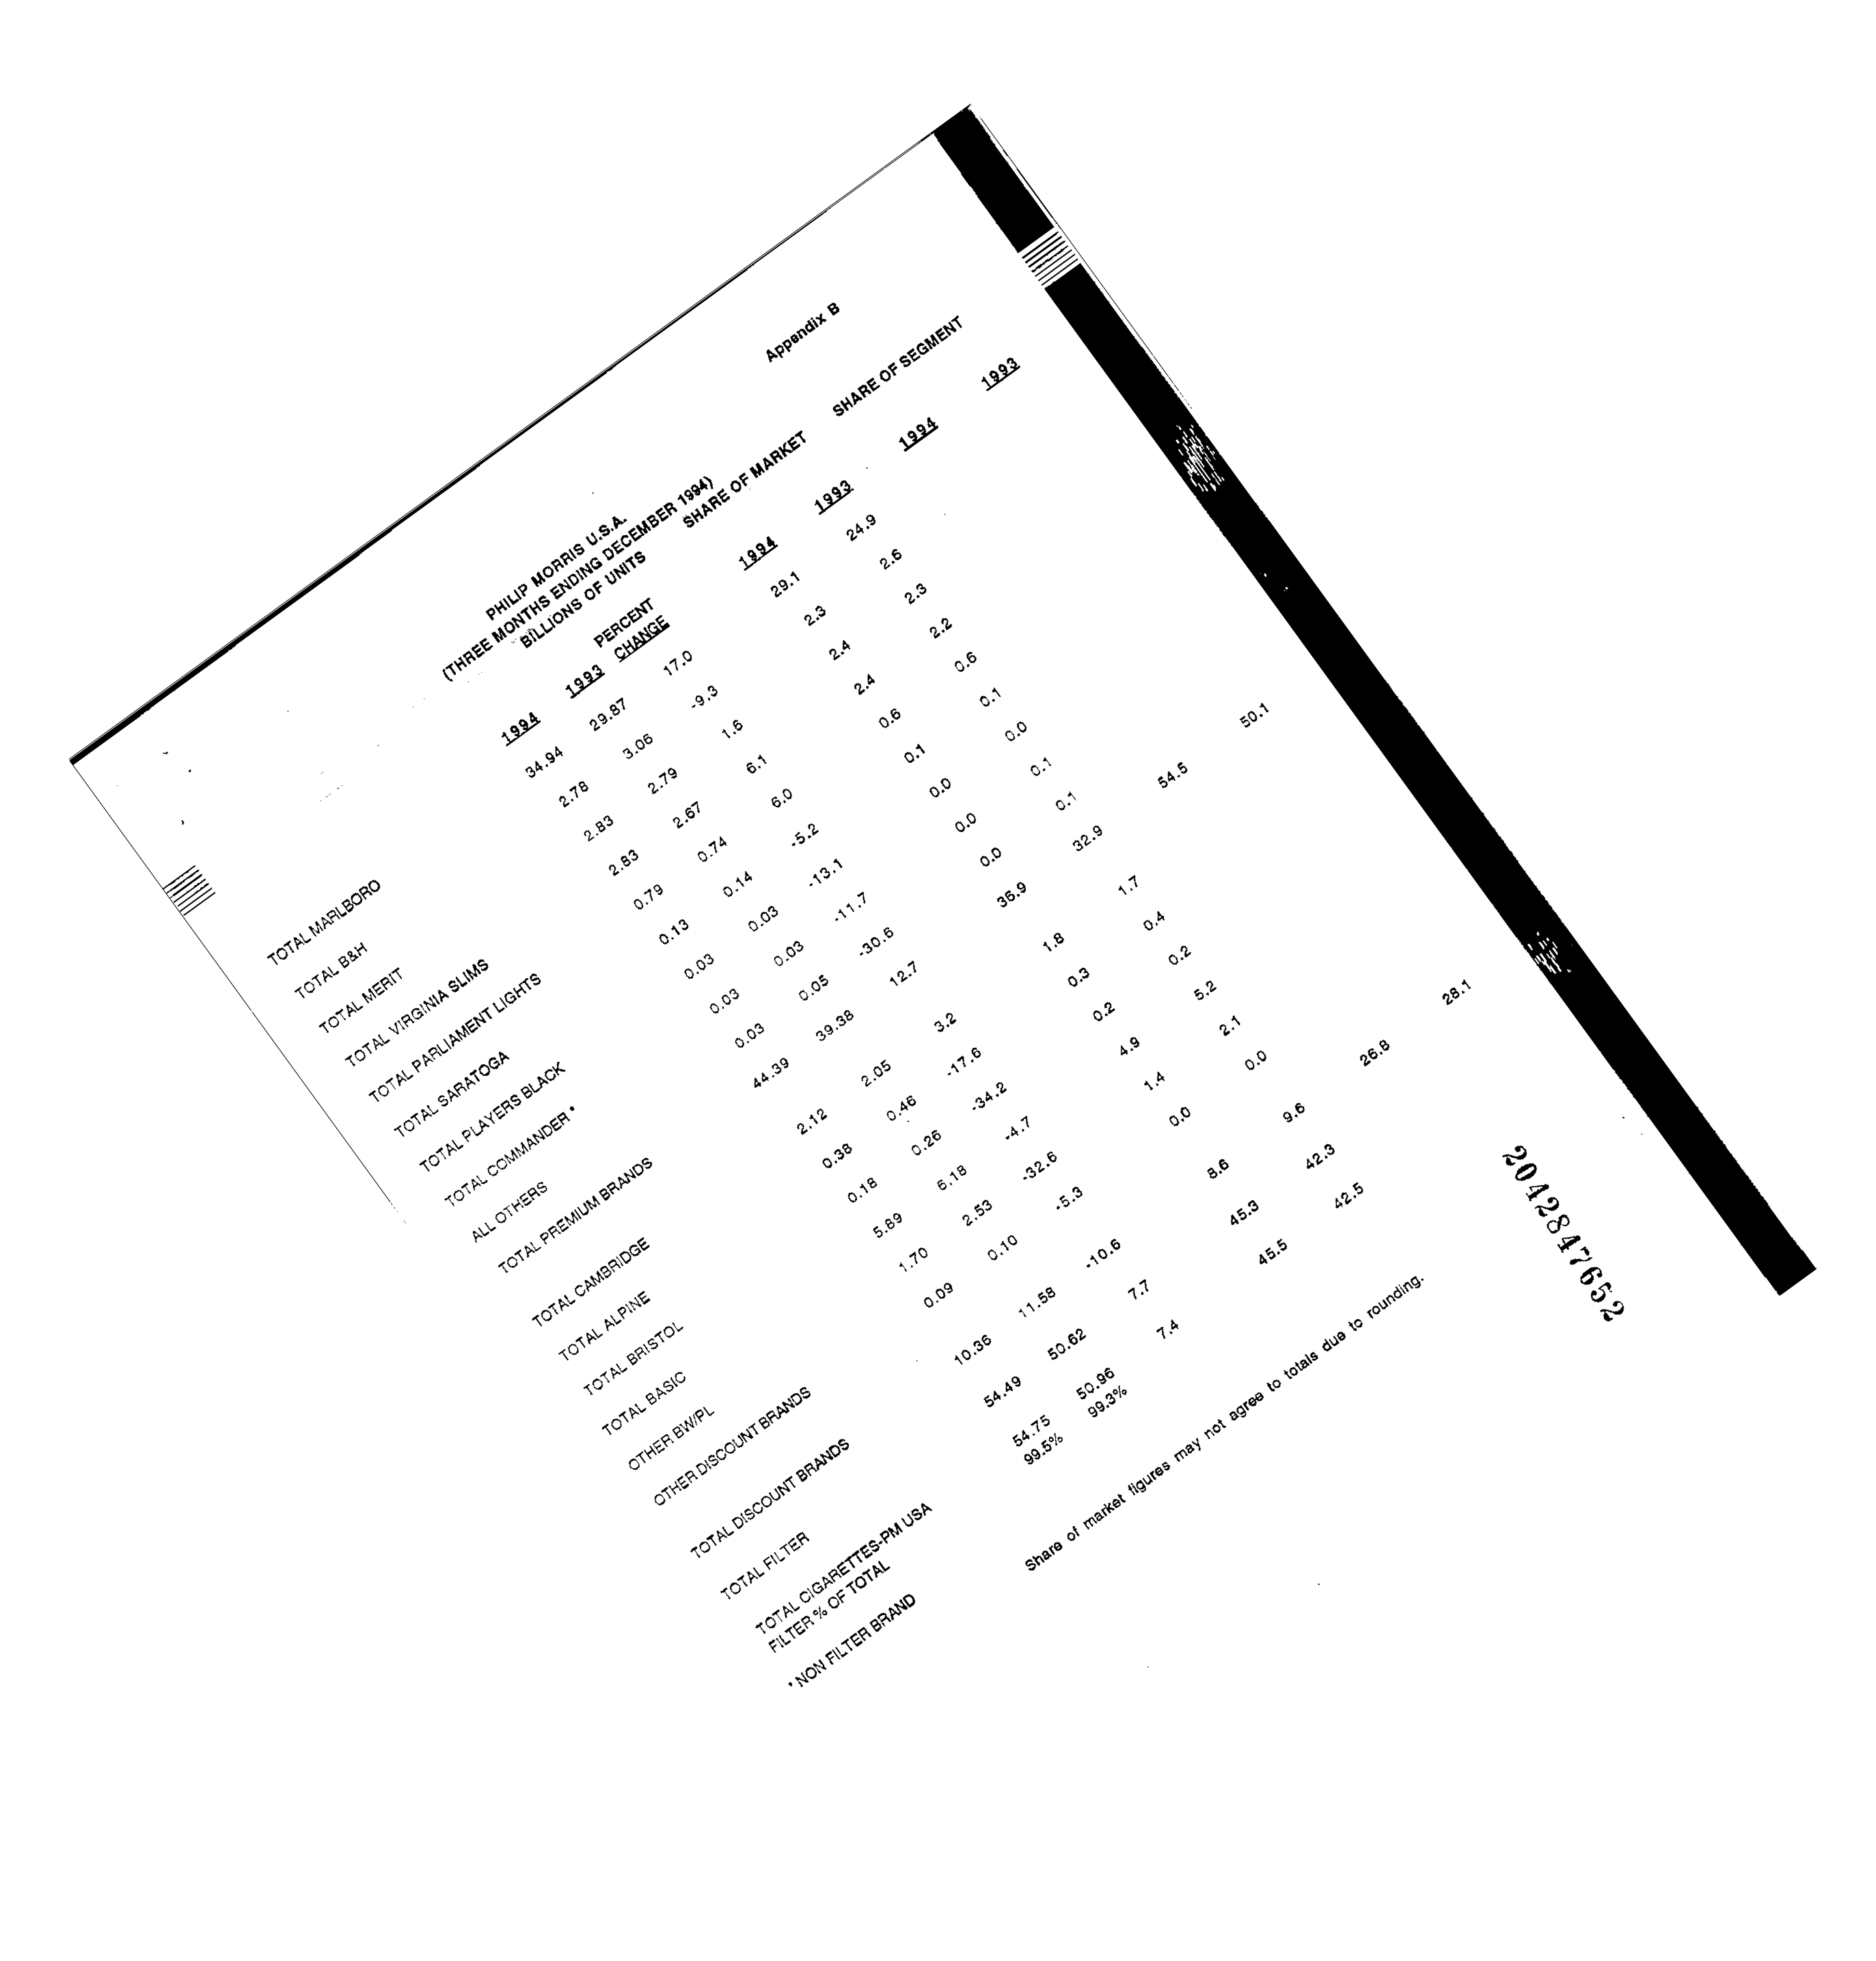 Appendix B
PHILIP MORRIS U.S.A.
(THREE MONTHS ENDING DECEMBER 1994)
BILLIONS OF UNITS SHARE OF MARKET SHARE OF SEGMENT
PERCENT
1994 1993 CHANGE 1994 1993 1994 1993
TOTAL MARLBORO 34.94 29.87 17.0 29.1 24.9
TOTAL B&H 2.78 3.06 -9.3 2.3 2.6
TOTAL MERIT 2.83 2.79 1.6 2.4 2.3
TOTAL VIRGINIA SLIMS 2.83 2.67 6.1 2.4 2.2
TOTAL PARLIAMENT LIGHTS 0.79 0.74 6.0 0.6 0.6
TOTAL SARATOGA 0.13 0.14 -5.2 0.1 0.1
TOTAL PLAYERS BLACK 0.03 0.03 -13.1 0.0 0.0
TOTAL COMMANDER * 0.03 0.03 -11.7 0.0 0.1
ALL OTHERS 0.03 0.05 -30.6 0.0 0.1
TOTAL PREMIUM BRANDS 44.39 39.38 12.7 36.9 32.9 54.5 50.1
TOTAL CAMBRIDGE 2.12 2.05 3.2 1.8 1.7
TOTAL ALPINE 0.38 0.46 -17.6 0.3 0.4
TOTAL BRISTOL 0.18 0.26 -34.2 0.2 0.2
TOTAL BASIC 5.89 6.18 -4.7 4.9 5.2
OTHER BW/PL 1.70 2.53 -32.6 1.4 2.1
OTHER DISCOUNT BRANDS 0.09 0.10 -5.3 0.0 0.0
TOTAL DISCOUNT BRANDS 10.36 11.58 -10.6 8.6 9.6 26.8 28.1
TOTAL FILTER 54.49 50.62 7.7 45.3 42.3
TOTAL CIGARETTES-PM USA 54.75 50.96 7.4 45.5 42.5
FILTER % OF TOTAL 99.5% 99.3%
* NON FILTER BRAND
Share of market figures may not agree to totals due to rounding.
2042847652